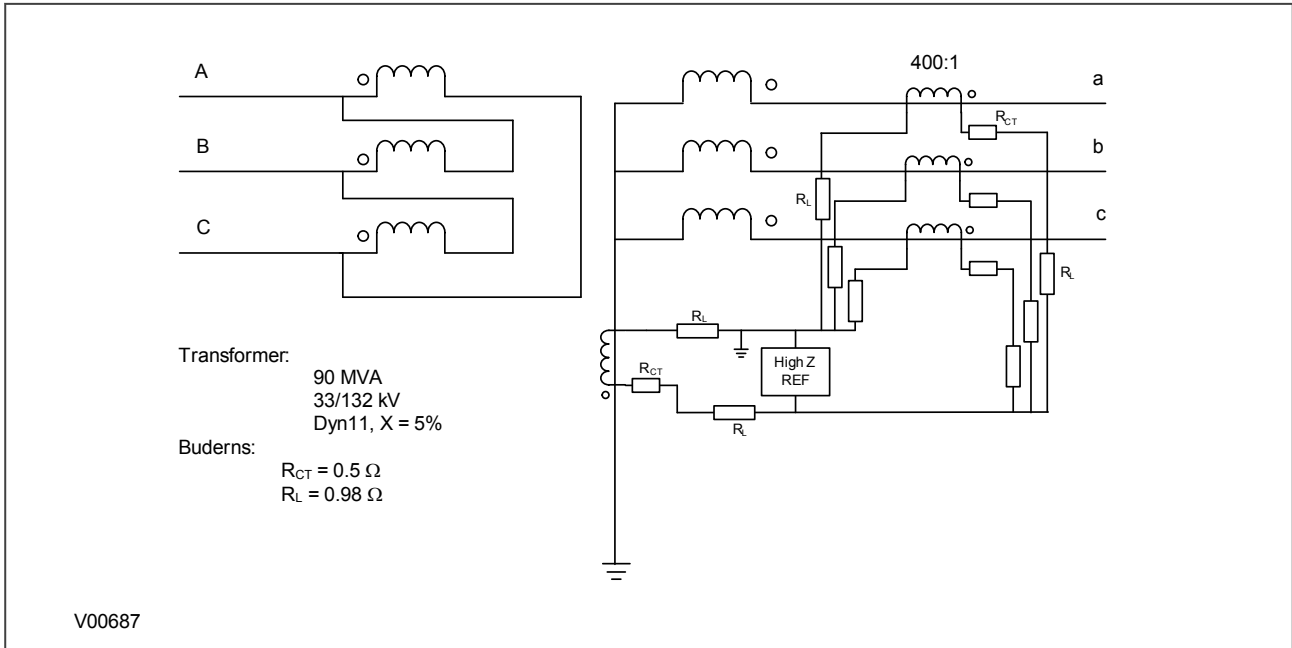 A
B
C
400:1
a
b
c
RCT
RL
RL
RL
RCT
RL
High Z
REF
Transformer:
90 MVA
33/132 kV
Dyn11, X = 5%
Buderns:
RCT = 0.5 Ω
RL = 0.98 Ω
V00687